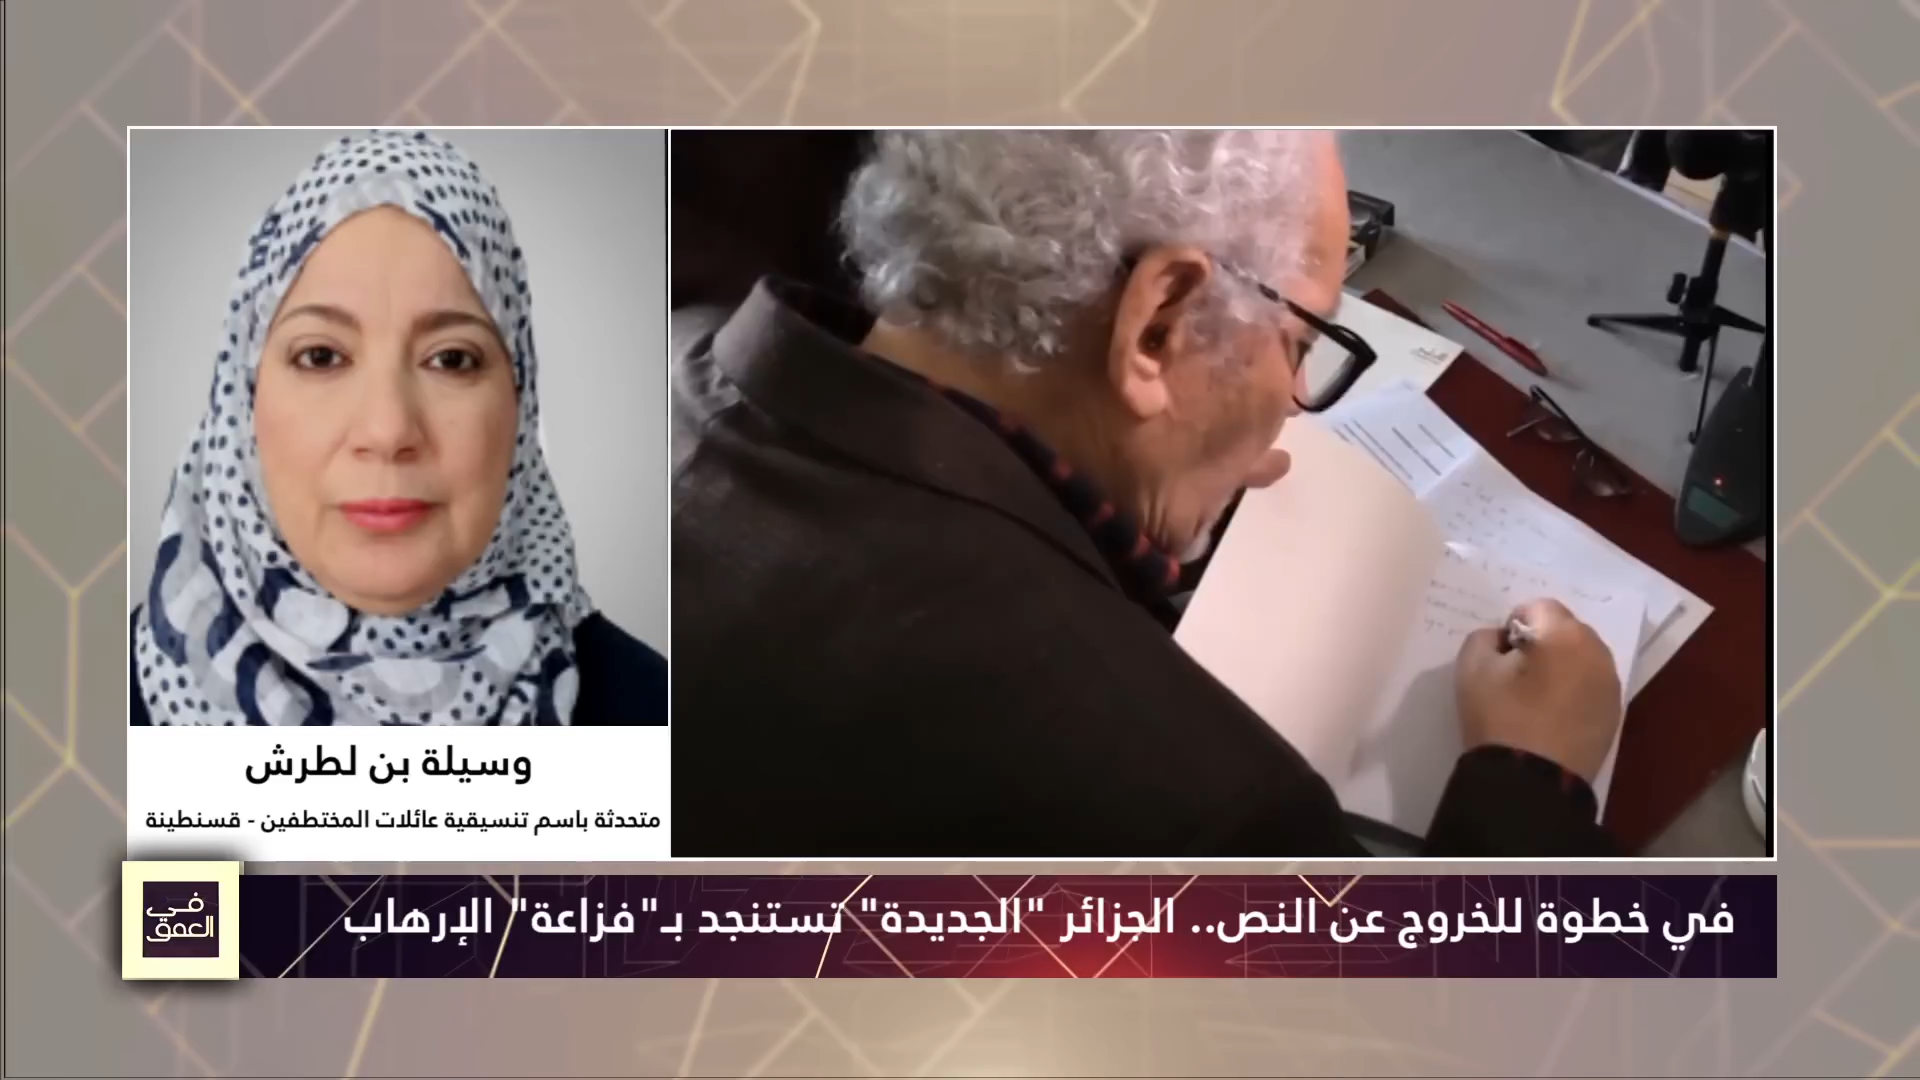 وسيلة بن لطرش
متحدثة باسم تنسيقية عائلات المختطفين - قسنطينة
في خطوة للخروج عن النص.. الجزائر "الجديدة" تستنجد بـ"فزاعة" الإرهاب
في
العمق